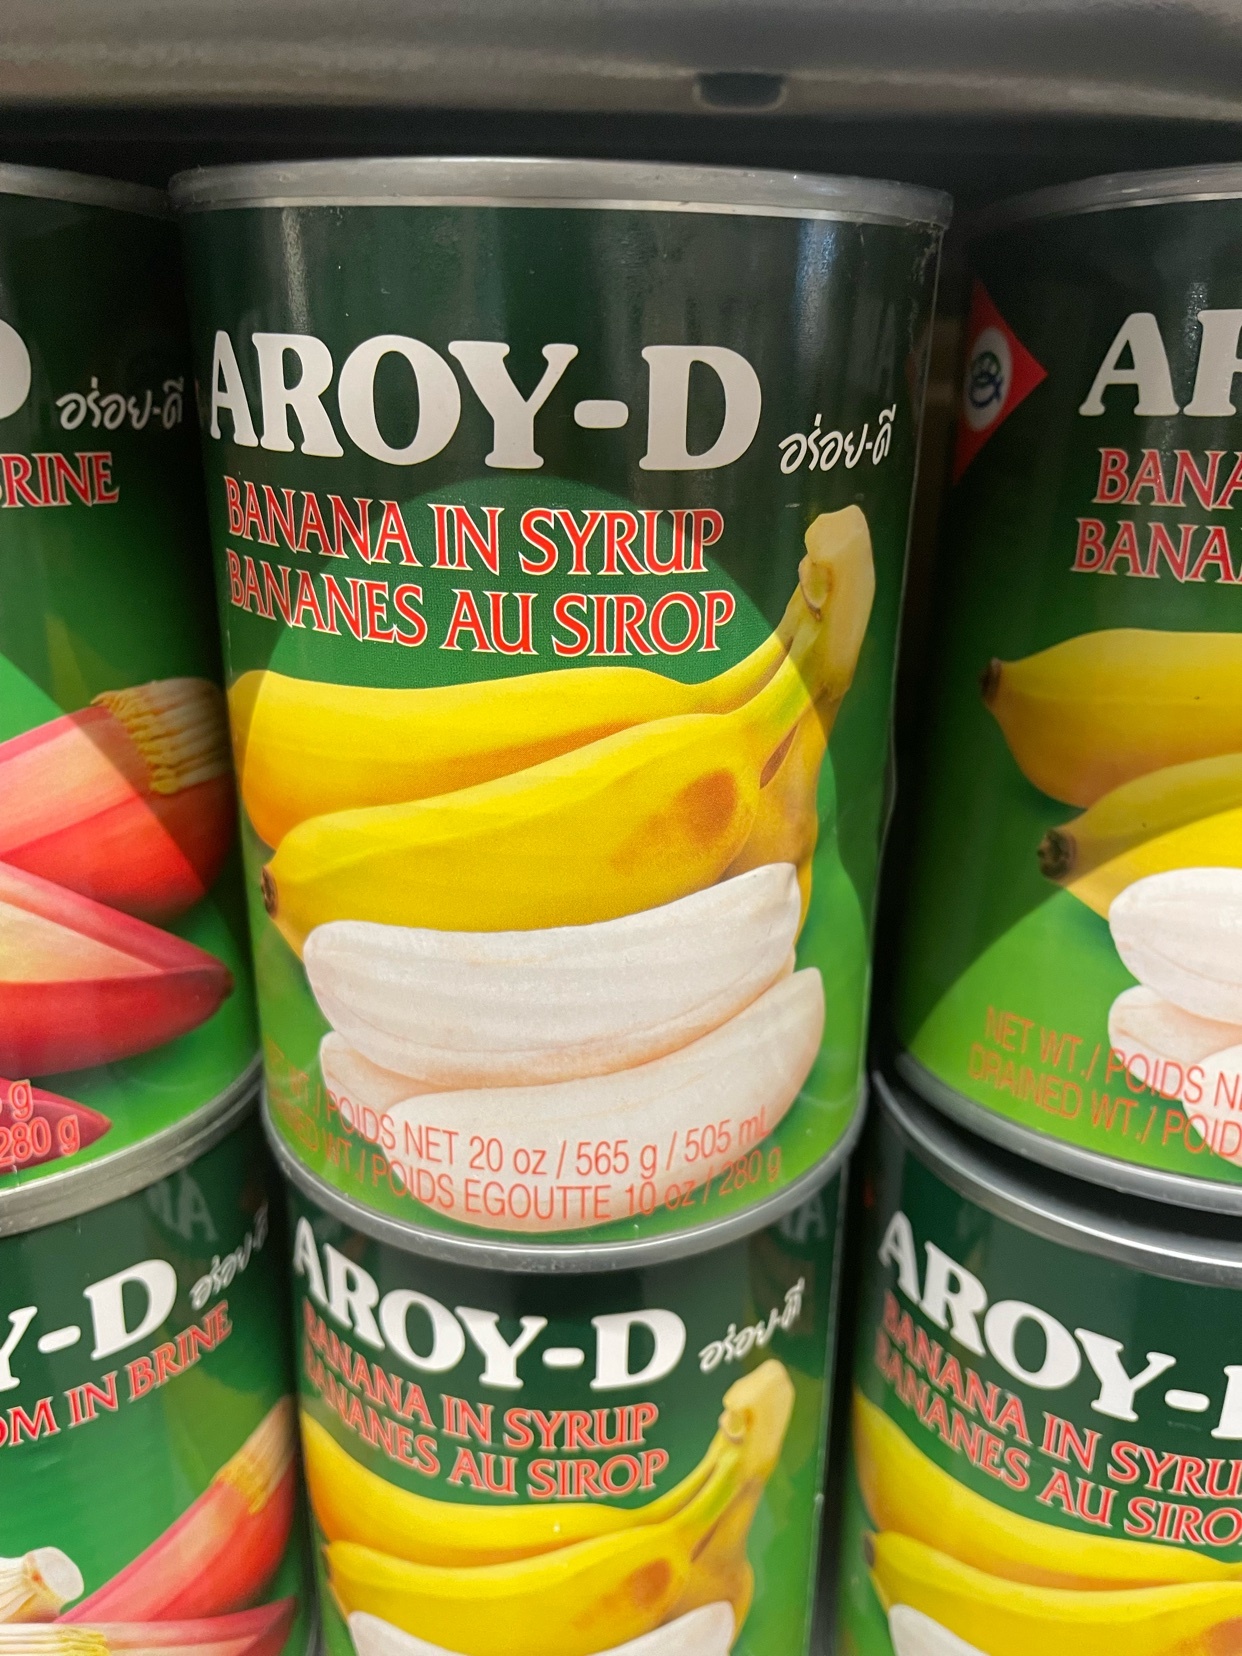 AROY-D อร่อย-ดี
BANANA IN SYRUP
BANANES AU SIROP
POIDS NET 20 oz / 565 g / 505 mL
WT. / POIDS EGOUTTE 10 oz / 280 g
อร่อย-ดี
BRINE
g
280 g
NET WT. / POIDS
DRAINED WT. / POID
BANA
BANA
Y-D อร่อย-ดี
OM IN BRINE
AROY-D อร่อย-ดี
BANANA IN SYRUP
BANANES AU SIROP
AROY-
BANANA IN SYRU
BANANES AU SIRO